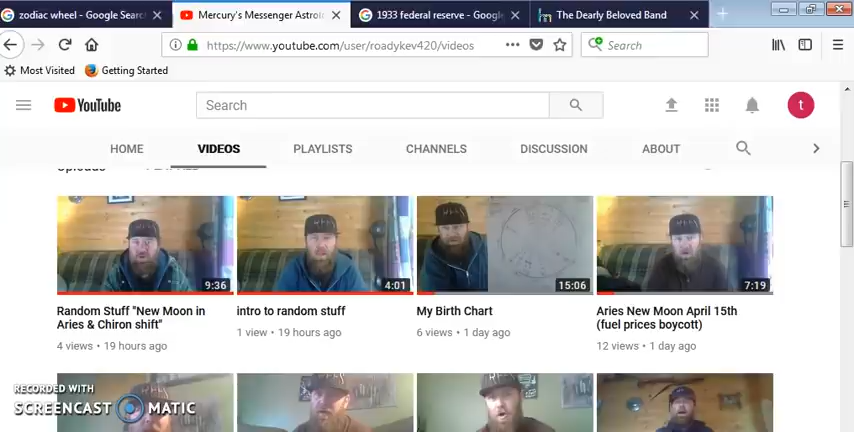 zodiac wheel - Google Searc
Mercury's Messenger Astroin
1933 federal reserve - Google
The Dearly Beloved Band
https://www.youtube.com/user/roadykev420/videos
Search
Most Visited
Getting Started
YouTube
Search
t
HOME
VIDEOS
PLAYLISTS
CHANNELS
DISCUSSION
ABOUT
Uploads
9:36
4:01
15:06
7:19
Random Stuff "New Moon in
Aries & Chiron shift"
4 views • 19 hours ago
intro to random stuff
1 view • 19 hours ago
My Birth Chart
6 views • 1 day ago
Aries New Moon April 15th
(fuel prices boycott)
12 views • 1 day ago
RECORDED WITH
SCREENCAST MATIC